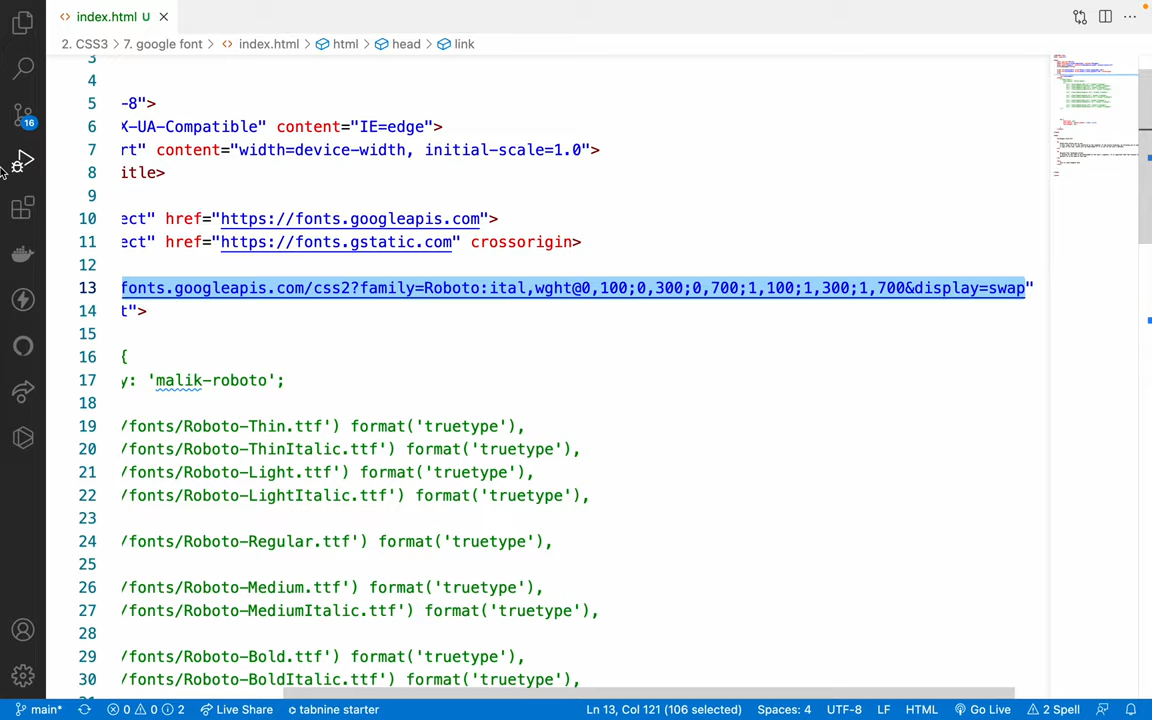 index.html U
2. CSS3 > 7. google font > index.html > html > head > link
3
4
5 -8">
6 X-UA-Compatible" content="IE=edge">
7 rt" content="width=device-width, initial-scale=1.0">
8 itle>
9
10 ect" href="https://fonts.googleapis.com">
11 ect" href="https://fonts.gstatic.com" crossorigin>
12
13 fonts.googleapis.com/css2?family=Roboto:ital,wght@0,100;0,300;0,700;1,100;1,300;1,700&display=swap"
14 t">
15
16 {
17 y: 'malik-roboto';
18
19 /fonts/Roboto-Thin.ttf') format('truetype'),
20 /fonts/Roboto-ThinItalic.ttf') format('truetype'),
21 /fonts/Roboto-Light.ttf') format('truetype'),
22 /fonts/Roboto-LightItalic.ttf') format('truetype'),
23
24 /fonts/Roboto-Regular.ttf') format('truetype'),
25
26 /fonts/Roboto-Medium.ttf') format('truetype'),
27 /fonts/Roboto-MediumItalic.ttf') format('truetype'),
28
29 /fonts/Roboto-Bold.ttf') format('truetype'),
30 /fonts/Roboto-BoldItalic.ttf') format('truetype'),
16
main* 0 0 2 Live Share tabnine starter Ln 13, Col 121 (106 selected) Spaces: 4 UTF-8 LF HTML Go Live 2 Spell